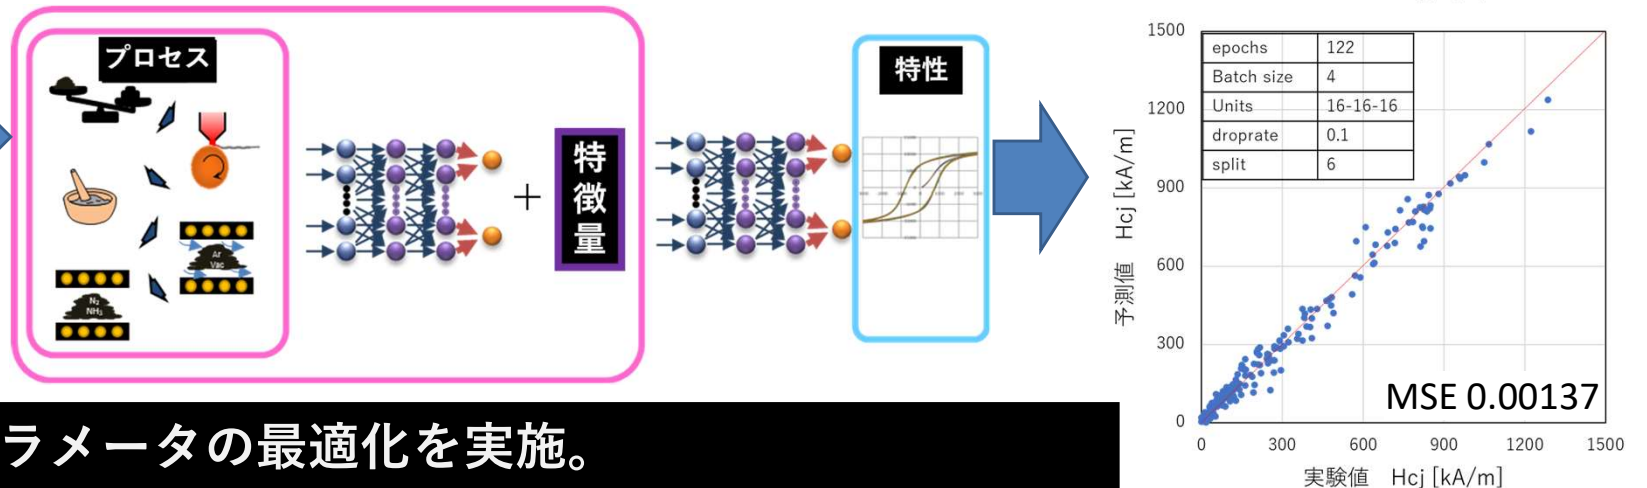 プロセス
Ar
Vac
N₂
NH₃
+
特徴量
特性
1500
1200
900
600
300
0
予測値 Hcj [kA/m]
epochs 122
Batch size 4
Units 16-16-16
droprate 0.1
split 6
MSE 0.00137
0 300 600 900 1200 1500
実験値 Hcj [kA/m]
ラメータの最適化を実施。